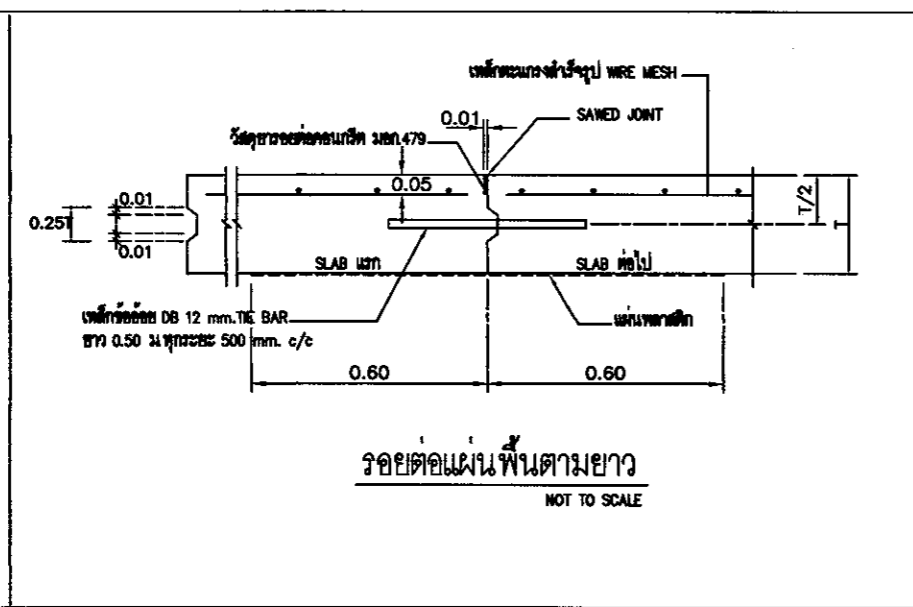 เหล็กตะแกรงสำเร็จรูป WIRE MESH
0.01
SAWED JOINT
วัสดุยารอยต่อคอนกรีต มอก.479
0.05
0.01
0.25T
0.01
T/2
T
SLAB แรก
SLAB ต่อไป
เหล็กข้ออ้อย DB 12 mm.TIE BAR
ยาว 0.50 ม.ทุกระยะ 500 mm. c/c
แผ่นพลาสติก
0.60
0.60
รอยต่อแผ่นพื้นตามยาว
NOT TO SCALE